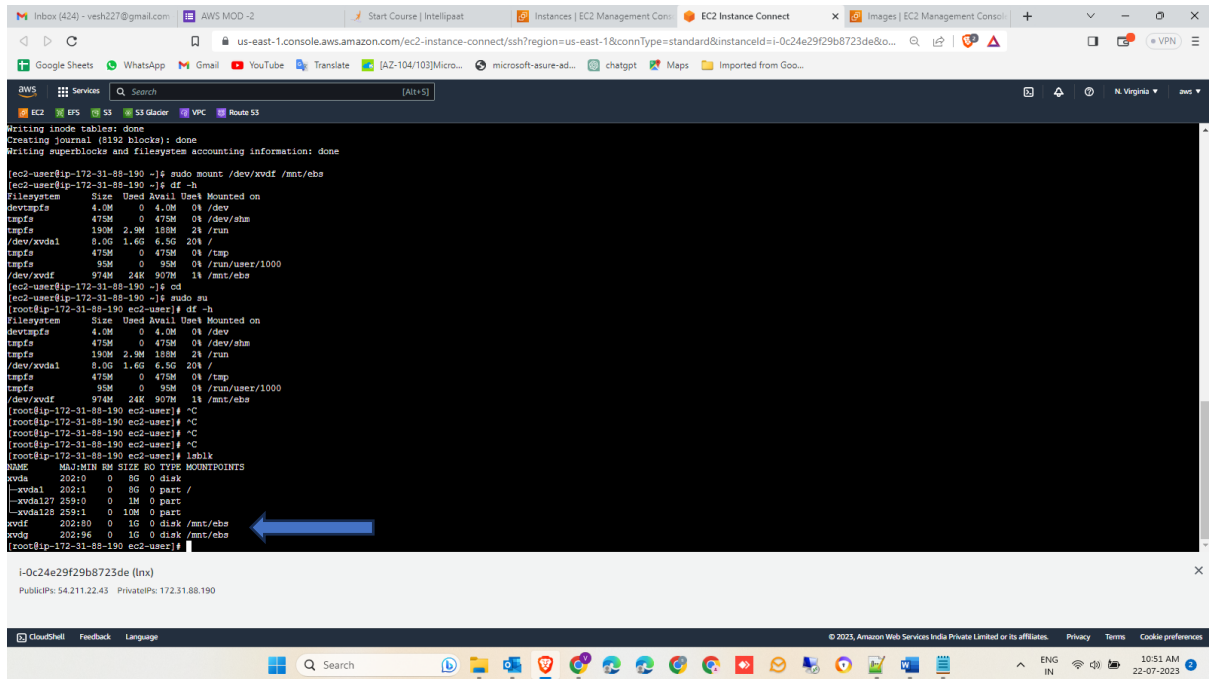 Inbox (424) - vesh227@gmail.com AWS MOD -2 Start Course | Intellipaat Instances | EC2 Management Cons EC2 Instance Connect Images | EC2 Management Console
us-east-1.console.aws.amazon.com/ec2-instance-connect/ssh?region=us-east-1&connType=standard&instanceId=i-0c24e29f29b8723de&o... VPN
Google Sheets WhatsApp Gmail YouTube Translate [AZ-104/103]Micro... microsoft-asure-ad... chatgpt Maps Imported from Goo...
aws Services Search [Alt+S] N. Virginia aws
EC2 EFS S3 S3 Glacier VPC Route 53
Writing inode tables: done
Creating journal (8192 blocks): done
Writing superblocks and filesystem accounting information: done
[ec2-user@ip-172-31-88-190 ~]$ sudo mount /dev/xvdf /mnt/ebs
[ec2-user@ip-172-31-88-190 ~]$ df -h
Filesystem Size Used Avail Use% Mounted on
devtmpfs 4.0M 0 4.0M 0% /dev
tmpfs 475M 0 475M 0% /dev/shm
tmpfs 190M 2.9M 188M 2% /run
/dev/xvda1 8.0G 1.6G 6.5G 20% /
tmpfs 475M 0 475M 0% /tmp
tmpfs 95M 0 95M 0% /run/user/1000
/dev/xvdf 974M 24K 907M 1% /mnt/ebs
[ec2-user@ip-172-31-88-190 ~]$ cd
[ec2-user@ip-172-31-88-190 ~]$ sudo su
[root@ip-172-31-88-190 ec2-user]# df -h
Filesystem Size Used Avail Use% Mounted on
devtmpfs 4.0M 0 4.0M 0% /dev
tmpfs 475M 0 475M 0% /dev/shm
tmpfs 190M 2.9M 188M 2% /run
/dev/xvda1 8.0G 1.6G 6.5G 20% /
tmpfs 475M 0 475M 0% /tmp
tmpfs 95M 0 95M 0% /run/user/1000
/dev/xvdf 974M 24K 907M 1% /mnt/ebs
[root@ip-172-31-88-190 ec2-user]# ^C
[root@ip-172-31-88-190 ec2-user]# ^C
[root@ip-172-31-88-190 ec2-user]# ^C
[root@ip-172-31-88-190 ec2-user]# ^C
[root@ip-172-31-88-190 ec2-user]# lsblk
NAME MAJ:MIN RM SIZE RO TYPE MOUNTPOINTS
xvda 202:0 0 8G 0 disk
├─xvda1 202:1 0 8G 0 part /
├─xvda127 259:0 0 1M 0 part
└─xvda128 259:1 0 10M 0 part
xvdf 202:80 0 1G 0 disk /mnt/ebs
xvdg 202:96 0 1G 0 disk /mnt/ebs
[root@ip-172-31-88-190 ec2-user]#
i-0c24e29f29b8723de (lnx)
PublicIPs: 54.211.22.43 PrivateIPs: 172.31.88.190
CloudShell Feedback Language © 2023, Amazon Web Services India Private Limited or its affiliates. Privacy Terms Cookie preferences
Search ENG 10:51 AM 2
IN 22-07-2023